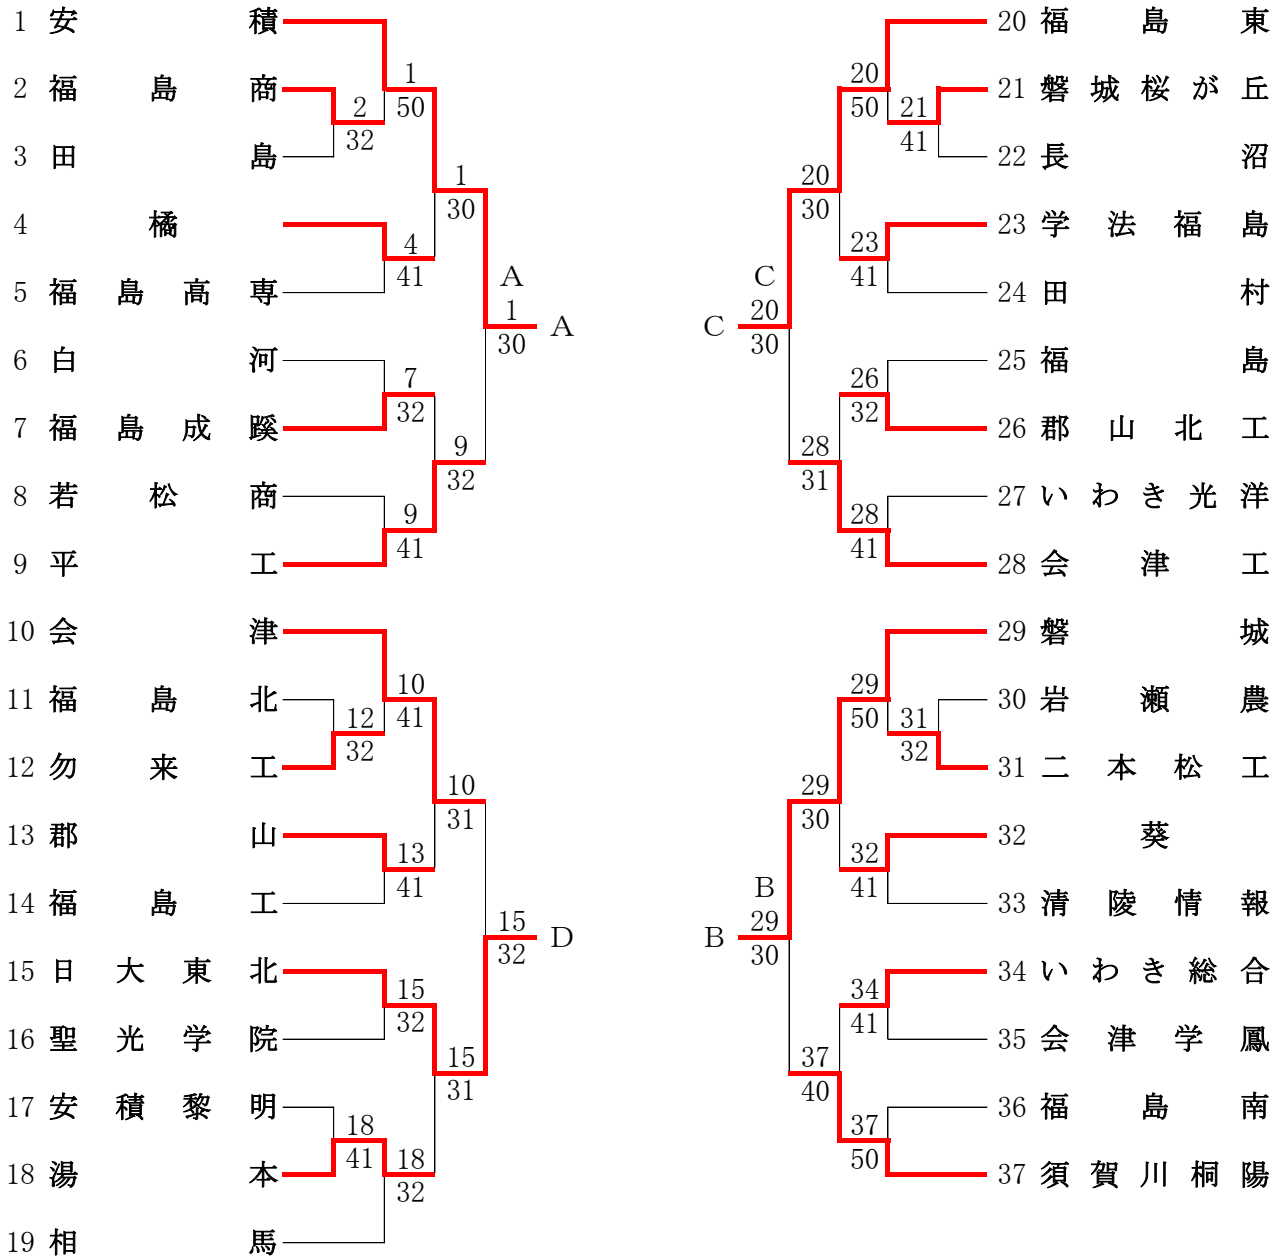 1 安積
2 福島商
3 田島
4 橘
5 福島高専
6 白河
7 福島成蹊
8 若松商
9 平工
10 会津
11 福島北
12 勿来工
13 郡山
14 福島工
15 日大東北
16 聖光学院
17 安積黎明
18 湯本
19 相馬
1
50
2
32
1
30
4
41
A
1
30
A
7
32
9
32
9
41
10
41
12
32
10
31
13
41
15
32
D
15
32
15
31
18
41
18
32
20
50
21
41
20
30
23
41
C
20
30
C
26
32
28
31
28
41
29
50
31
32
29
30
32
41
B
29
30
B
34
41
37
40
37
50
20 福島東
21 磐城桜が丘
22 長沼
23 学法福島
24 田村
25 福島
26 郡山北工
27 いわき光洋
28 会津工
29 磐城
30 岩瀬農
31 二本松工
32 葵
33 清陵情報
34 いわき総合
35 会津学鳳
36 福島南
37 須賀川桐陽